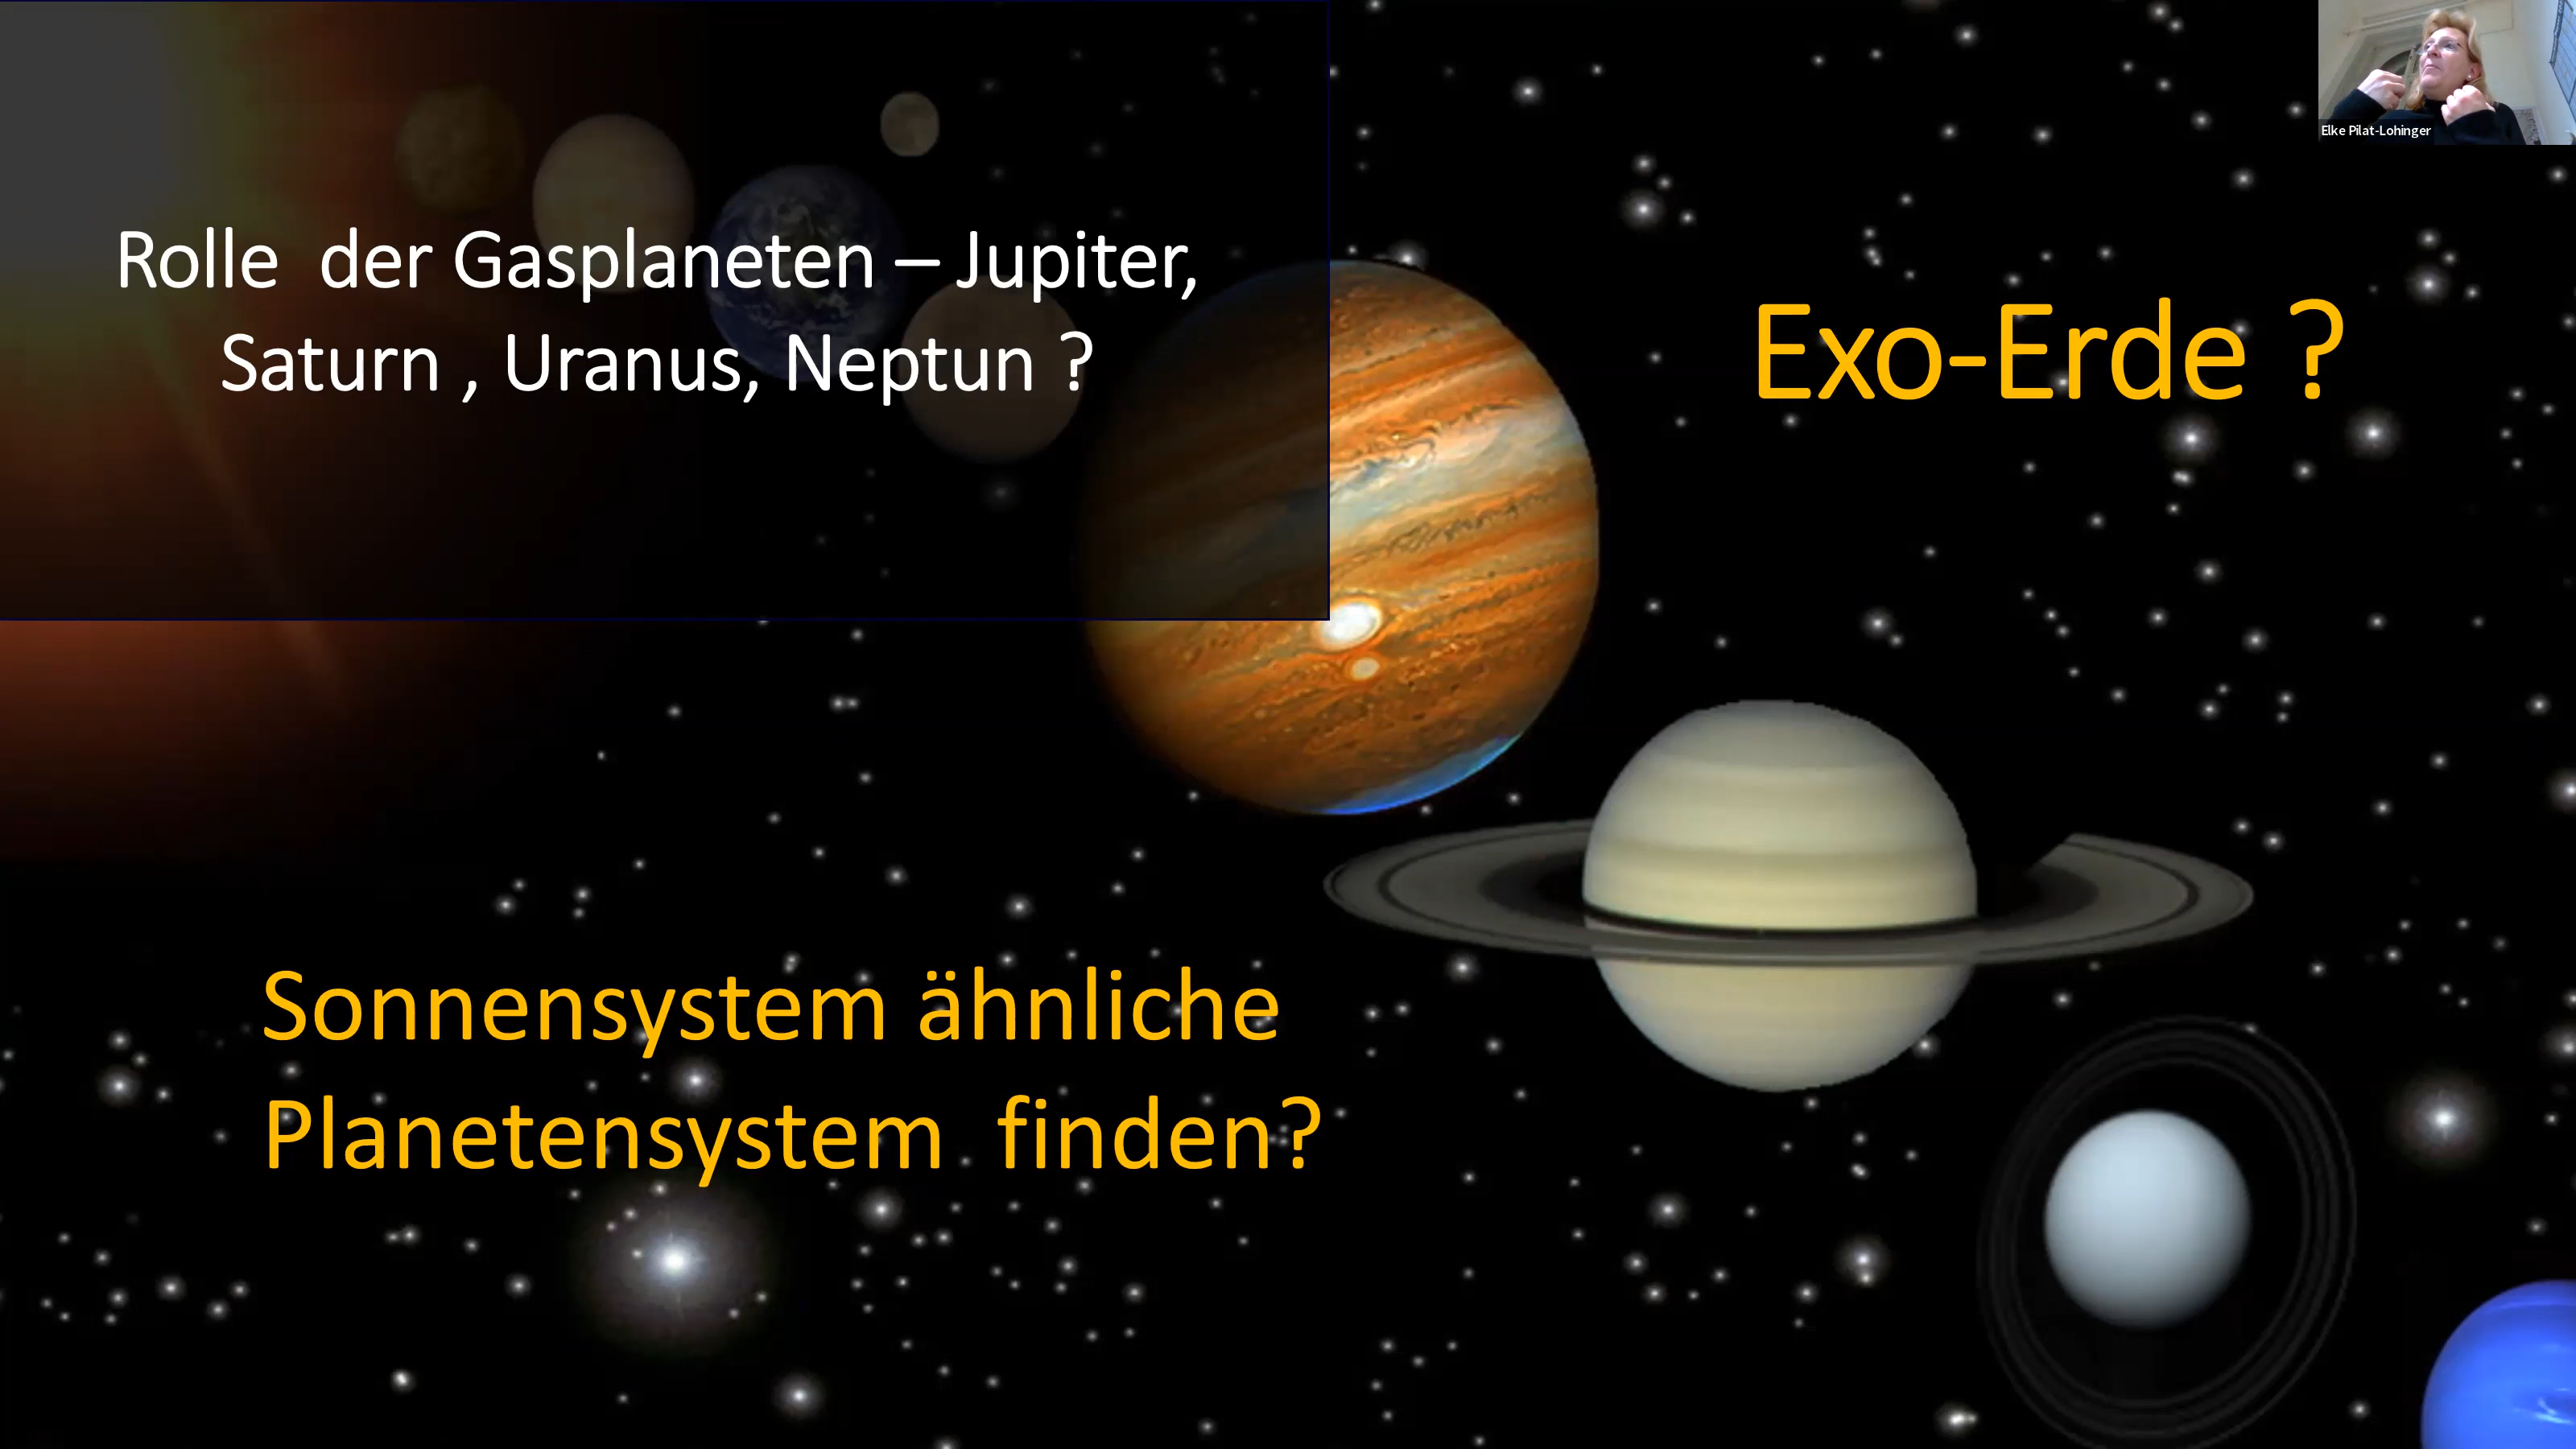 Elke Pilat-Lohinger
Rolle  der Gasplaneten – Jupiter,
Saturn , Uranus, Neptun ?
Exo-Erde ?
Sonnensystem ähnliche
Planetensystem  finden?